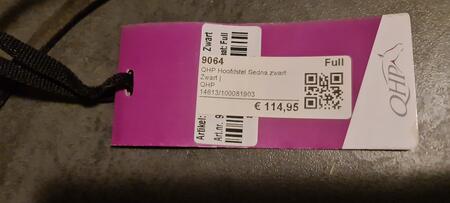 9064
Full
QHP Hoofdstel Sedna zwart
Zwart |
QHP
14613/100081903
€ 114,95
Zwart
Full
Artikel:
Art.nr. 9
QHP